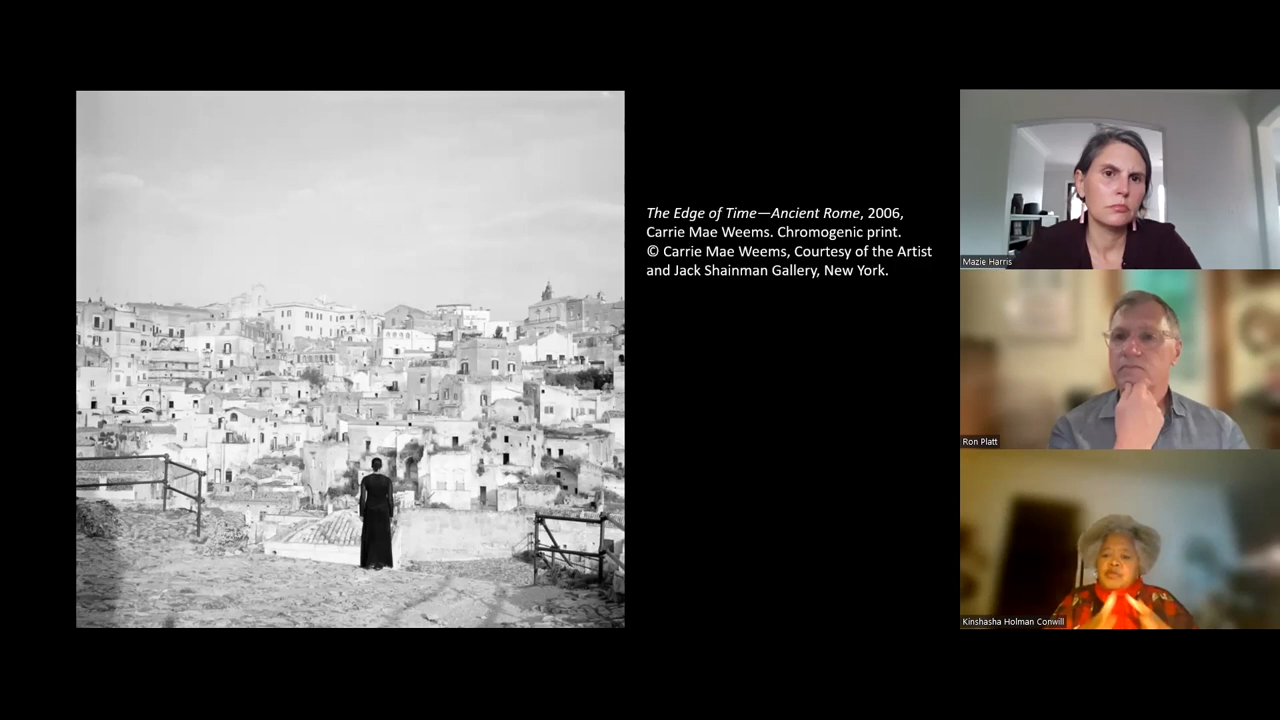 The Edge of Time—Ancient Rome, 2006,
Carrie Mae Weems. Chromogenic print.
© Carrie Mae Weems, Courtesy of the Artist
and Jack Shainman Gallery, New York.
Mazie Harris
Ron Platt
Kinshasha Holman Conwill